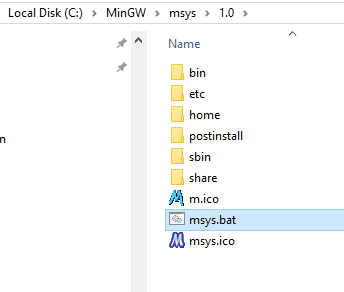 Local Disk (C:) > MinGW > msys > 1.0 >
Name
bin
etc
home
postinstall
sbin
share
m.ico
n
msys.bat
msys.ico